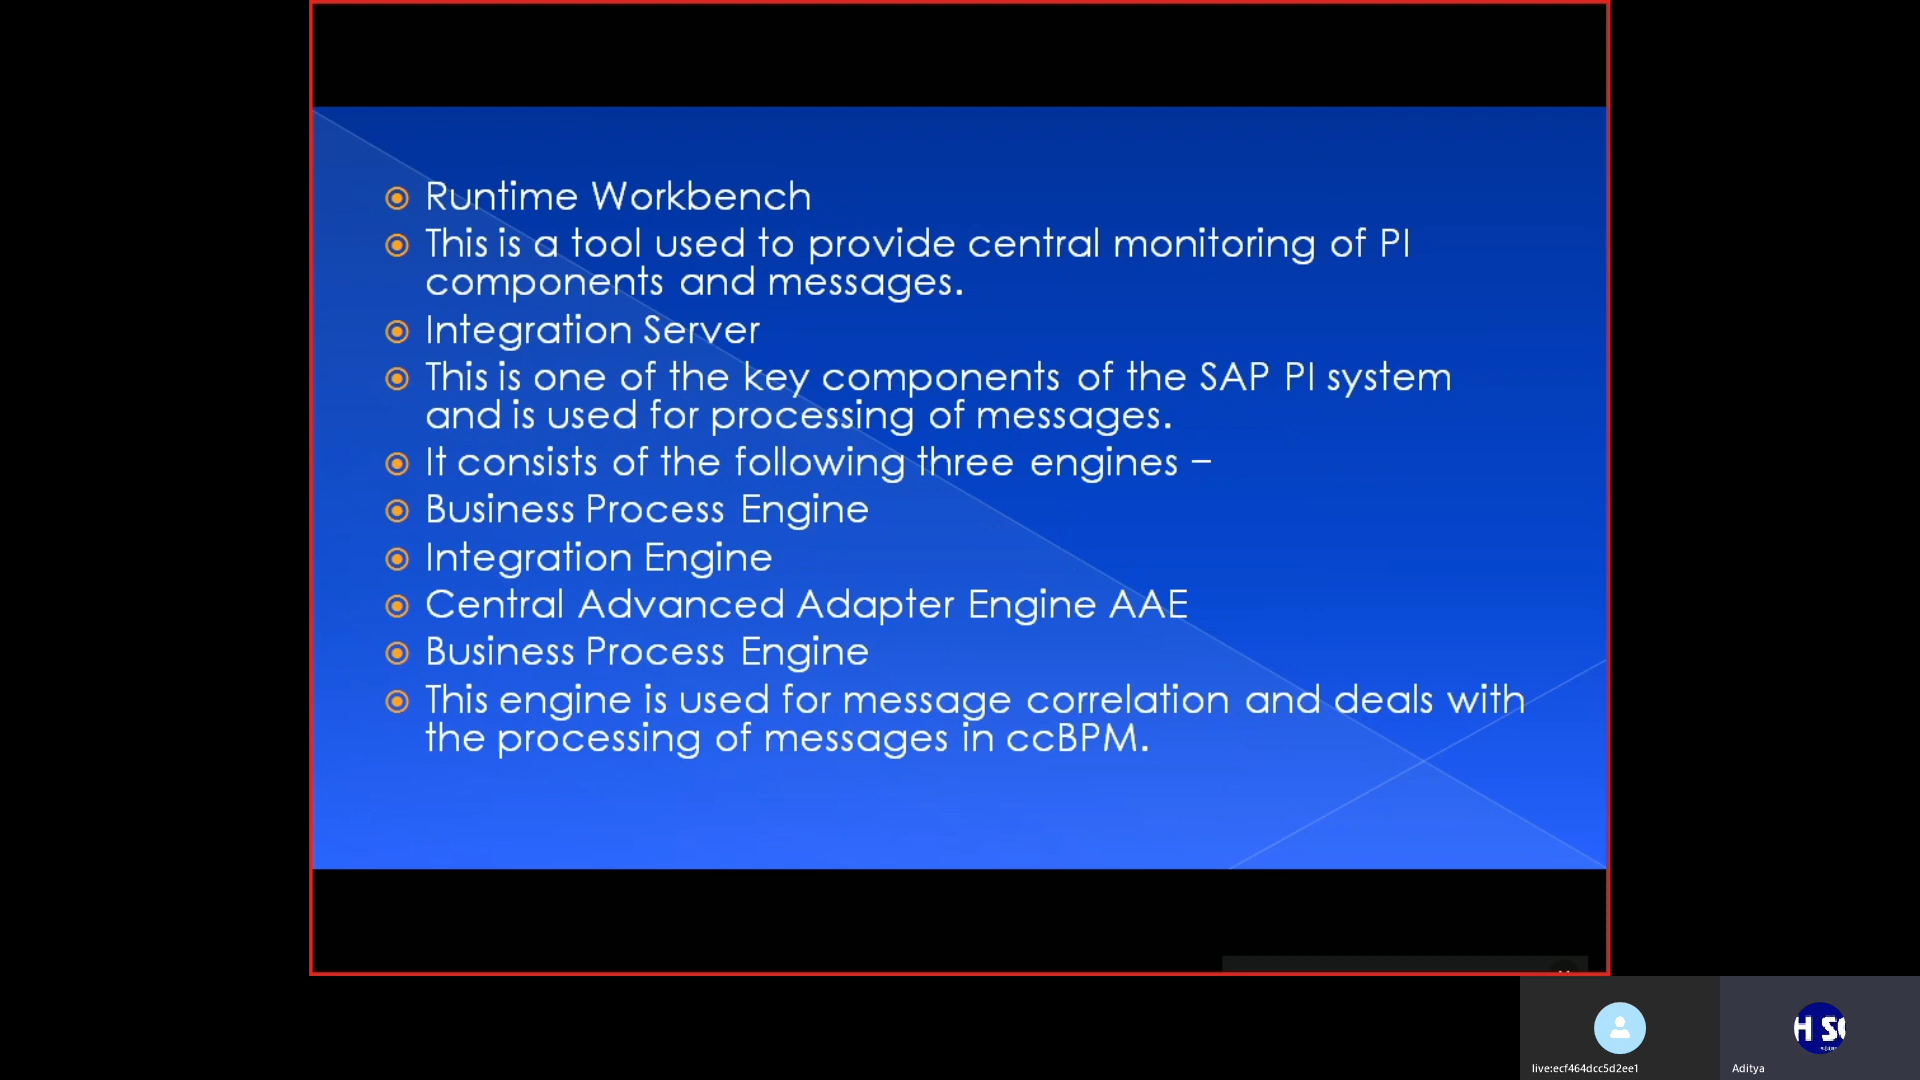 Runtime Workbench
This is a tool used to provide central monitoring of PI
components and messages.
Integration Server
This is one of the key components of the SAP PI system
and is used for processing of messages.
It consists of the following three engines –
Business Process Engine
Integration Engine
Central Advanced Adapter Engine AAE
Business Process Engine
This engine is used for message correlation and deals with
the processing of messages in ccBPM.
H S
live:ecf464dcc5d2ee1
Aditya